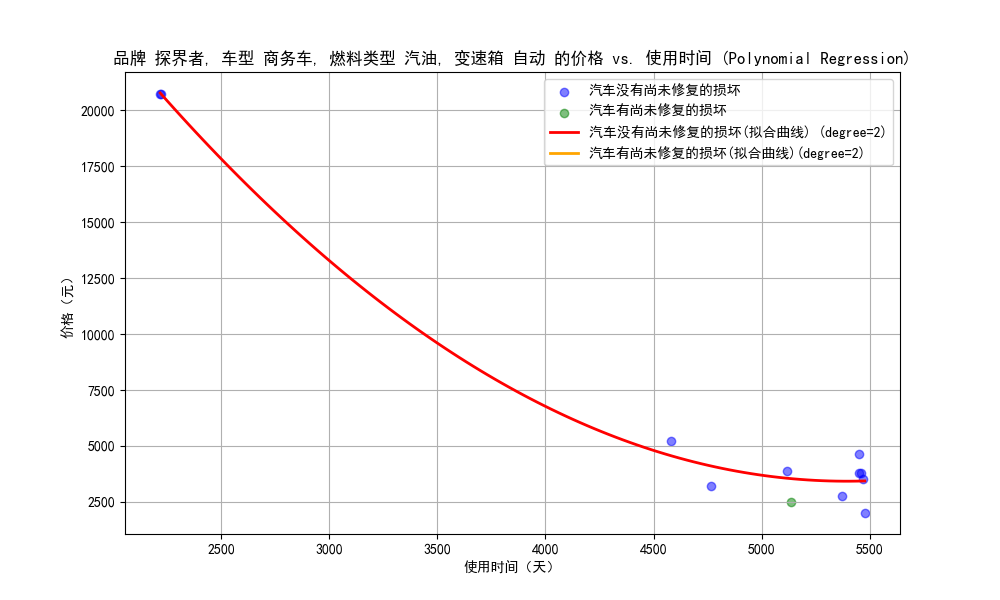 品牌 探界者, 车型 商务车, 燃料类型 汽油, 变速箱 自动 的价格 vs. 使用时间 (Polynomial Regression)
汽车没有尚未修复的损坏
汽车有尚未修复的损坏
汽车没有尚未修复的损坏(拟合曲线) (degree=2)
汽车有尚未修复的损坏(拟合曲线)(degree=2)
价格（元）
20000
17500
15000
12500
10000
7500
5000
2500
2500 3000 3500 4000 4500 5000 5500
使用时间（天）